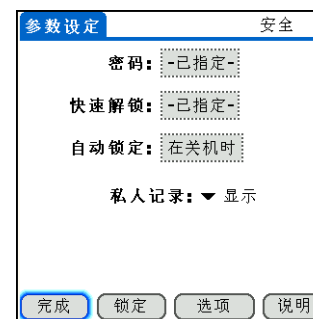 参数设定 安全
密码: -已指定-
快速解锁: -已指定-
自动锁定: 在关机时
私人记录: 显示
完成 锁定 选项 说明